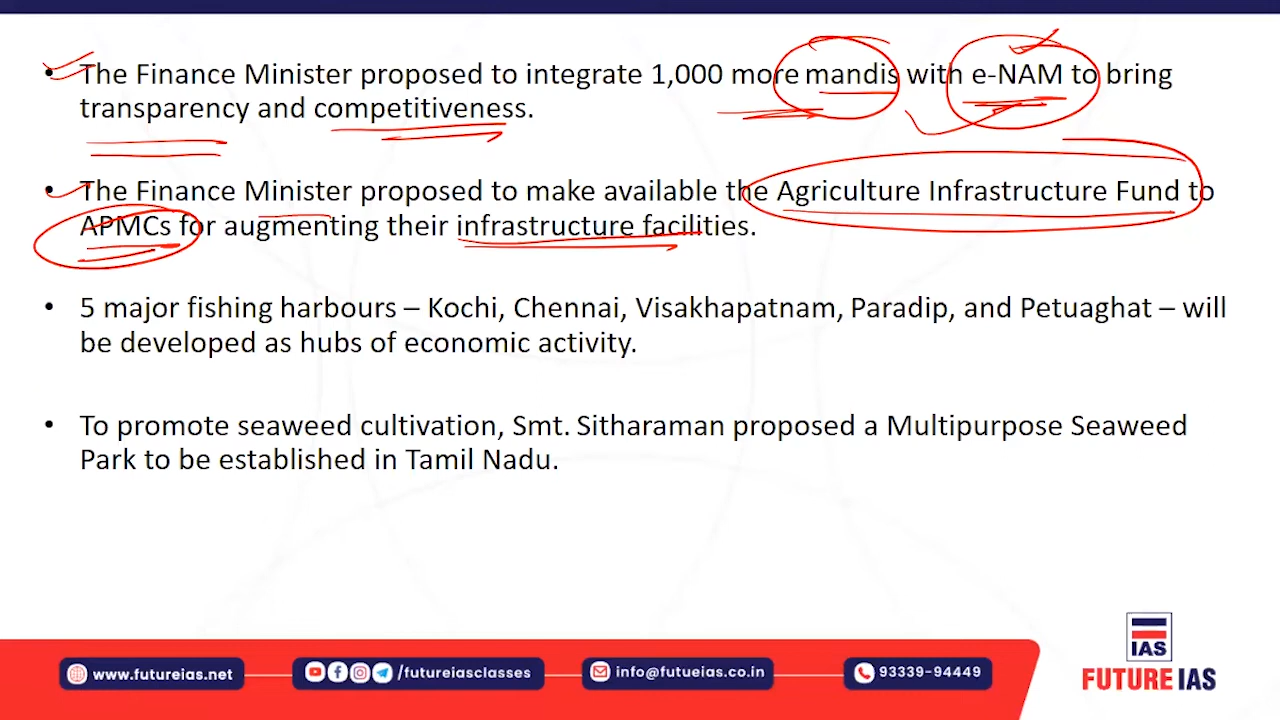 • The Finance Minister proposed to integrate 1,000 more mandis with e-NAM to bring
transparency and competitiveness.
• The Finance Minister proposed to make available the Agriculture Infrastructure Fund to
APMCs for augmenting their infrastructure facilities.
• 5 major fishing harbours – Kochi, Chennai, Visakhapatnam, Paradip, and Petuaghat – will
be developed as hubs of economic activity.
• To promote seaweed cultivation, Smt. Sitharaman proposed a Multipurpose Seaweed
Park to be established in Tamil Nadu.
www.futureias.net
/futureiasclasses
info@futueias.co.in
93339-94449
IAS
FUTURE IAS